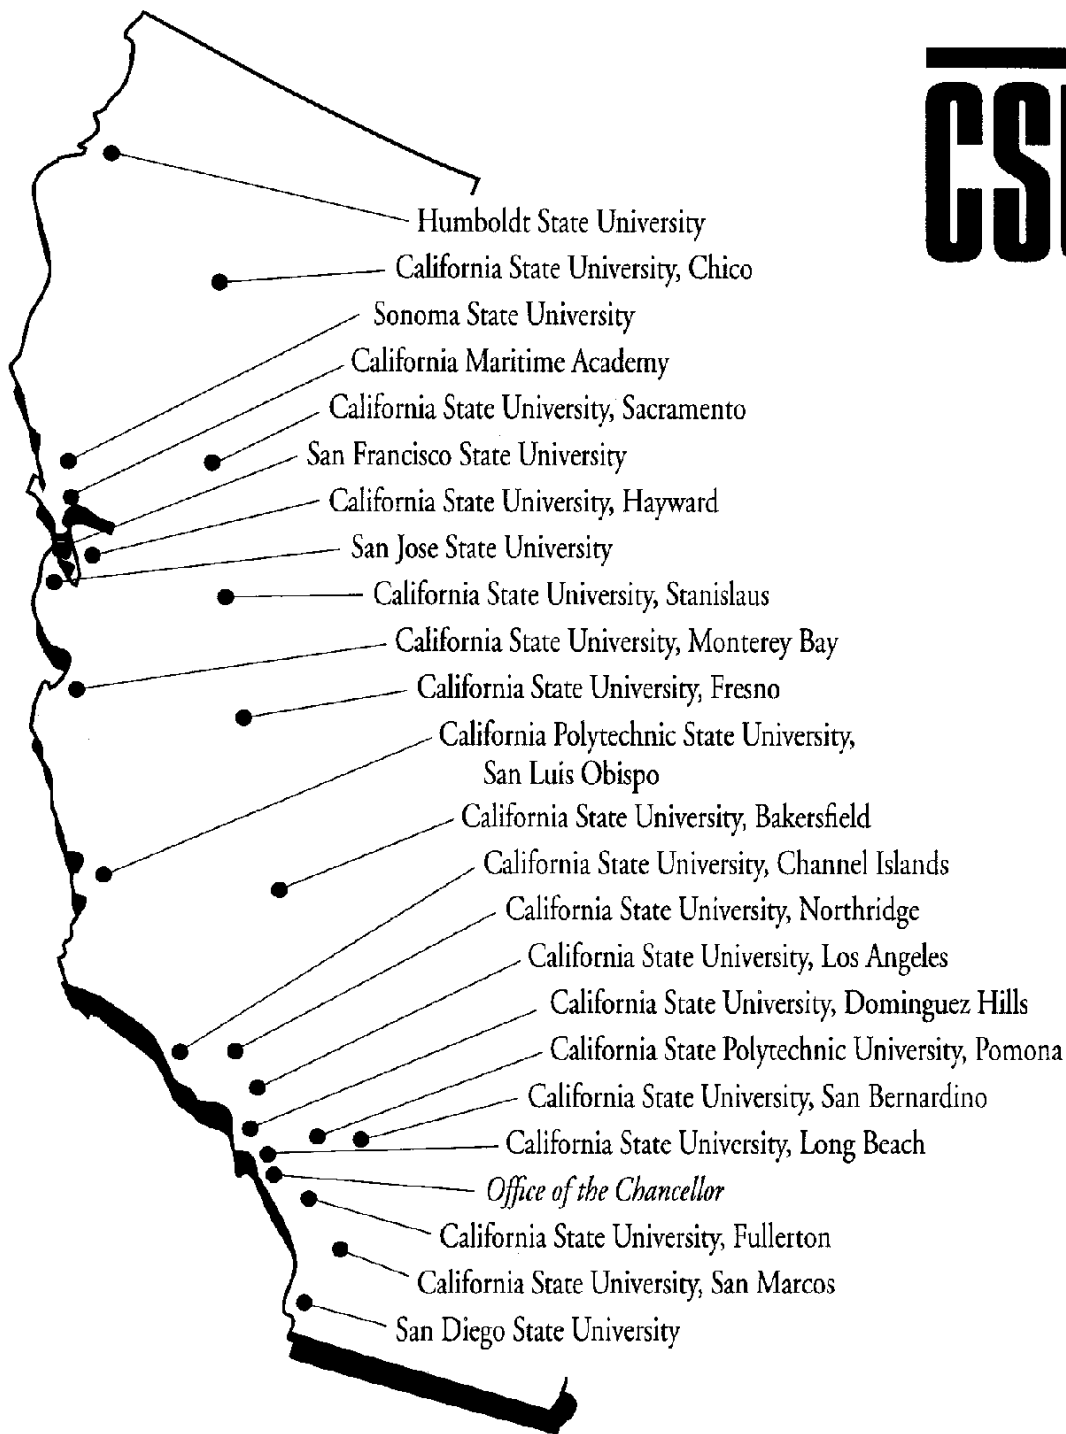 CSU
Humboldt State University
California State University, Chico
Sonoma State University
California Maritime Academy
California State University, Sacramento
San Francisco State University
California State University, Hayward
San Jose State University
California State University, Stanislaus
California State University, Monterey Bay
California State University, Fresno
California Polytechnic State University,
San Luis Obispo
California State University, Bakersfield
California State University, Channel Islands
California State University, Northridge
California State University, Los Angeles
California State University, Dominguez Hills
California State Polytechnic University, Pomona
California State University, San Bernardino
California State University, Long Beach
Office of the Chancellor
California State University, Fullerton
California State University, San Marcos
San Diego State University